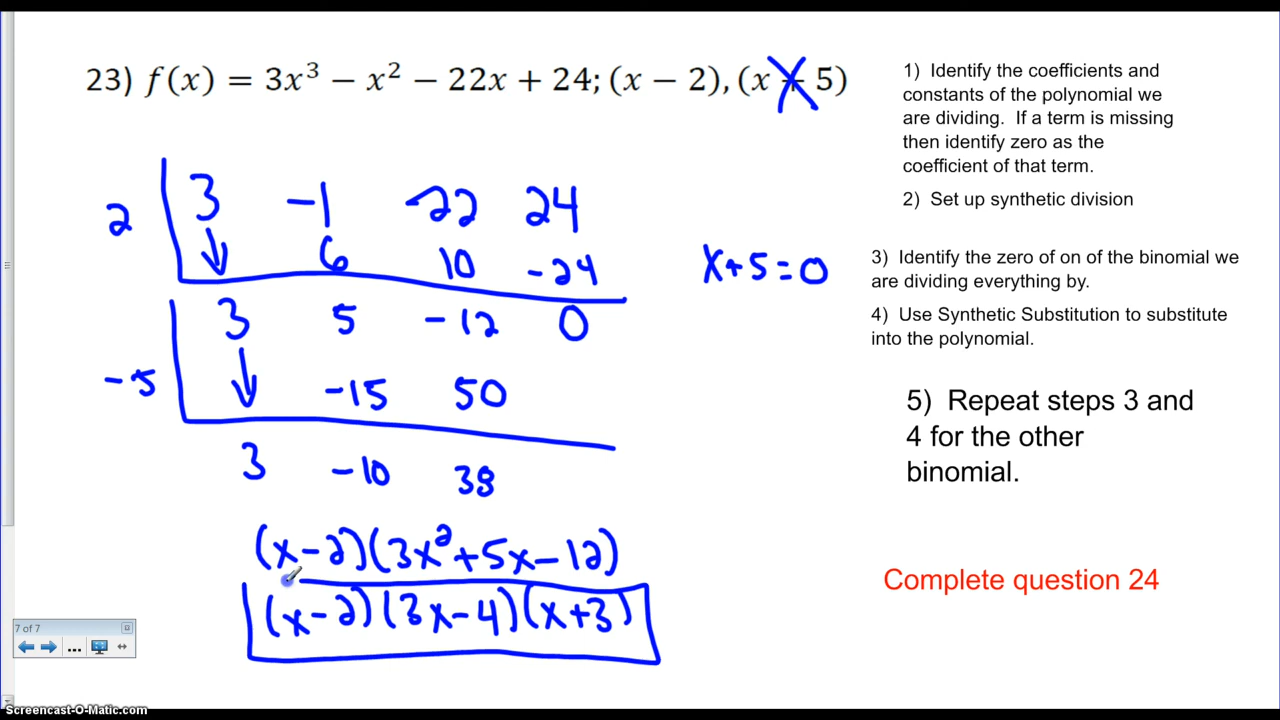 23) f(x) = 3x³ − x² − 22x + 24; (x − 2), (x + 5)
2 3 -1 -22 24
6 10 -24
3 5 -12 0
-5 -15 50
3 -10 38
(x-2)(3x²+5x-12)
(x-2)(3x-4)(x+3)
x+5=0
1) Identify the coefficients and
constants of the polynomial we
are dividing. If a term is missing
then identify zero as the
coefficient of that term.
2) Set up synthetic division
3) Identify the zero of on of the binomial we
are dividing everything by.
4) Use Synthetic Substitution to substitute
into the polynomial.
5) Repeat steps 3 and
4 for the other
binomial.
Complete question 24
7 of 7
...
Screencast-O-Matic.com